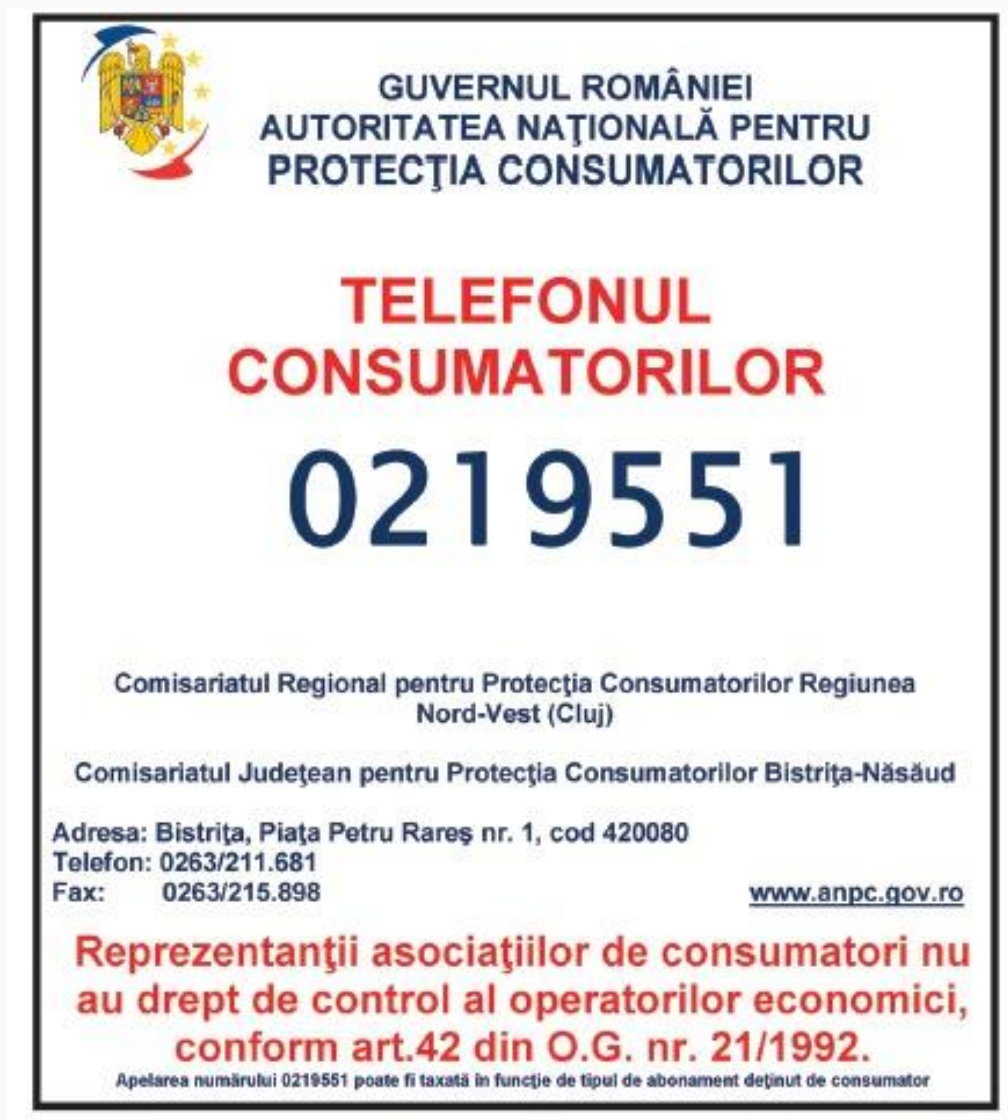 GUVERNUL ROMÂNIEI
AUTORITATEA NAŢIONALĂ PENTRU
PROTECŢIA CONSUMATORILOR
TELEFONUL
CONSUMATORILOR
0219551
Comisariatul Regional pentru Protecţia Consumatorilor Regiunea
Nord-Vest (Cluj)
Comisariatul Judeţean pentru Protecţia Consumatorilor Bistriţa-Năsăud
Adresa: Bistriţa, Piaţa Petru Rareş nr. 1, cod 420080
Telefon: 0263/211.681
Fax: 0263/215.898
www.anpc.gov.ro
Reprezentanţii asociaţiilor de consumatori nu
au drept de control al operatorilor economici,
conform art.42 din O.G. nr. 21/1992.
Apelarea numărului 0219551 poate fi taxată în funcţie de tipul de abonament deţinut de consumator